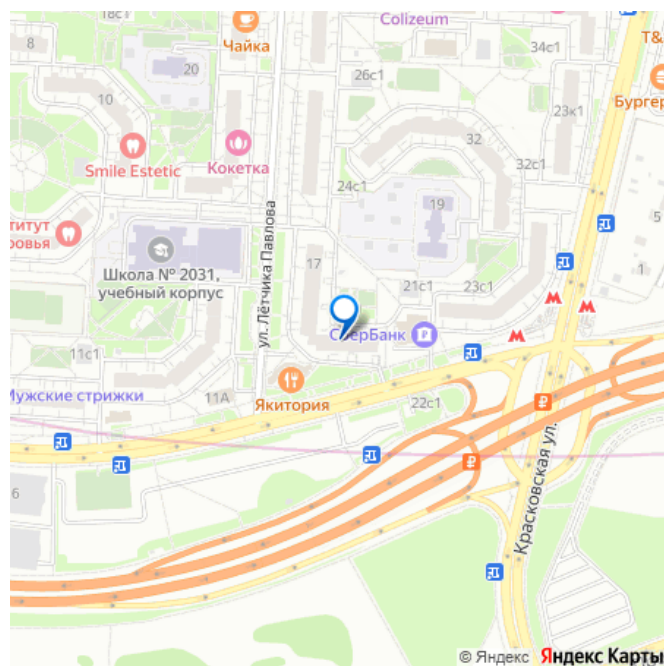 18с1
Colizeum
8
Чайка
34с1
T&
20
26с1
Бургер
10
23к1
32
Smile Estetic
Кокетка
32с1
24с1
19
5
ститут
ровья
ул. Лётчика Павлова
17
Школа № 2031,
учебный корпус
1
21с1
23с1
СберБанк
11с1
Мужские стрижки
11А
Якитория
22с1
Красковская ул.
6
© Яндекс Яндекс Карты